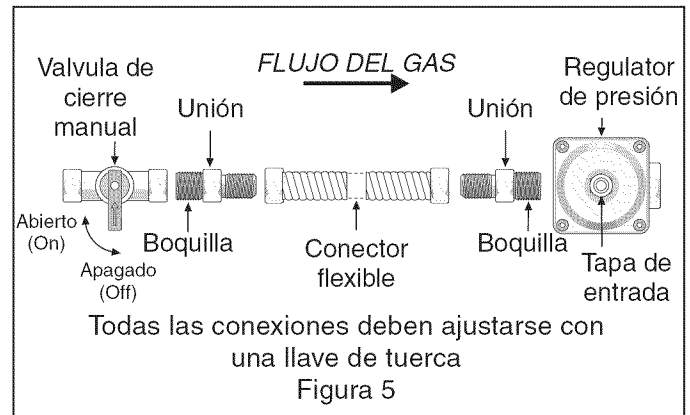 FLUJO DEL GAS
Valvula de
cierre
manual
Unión
Unión
Regulator
de presión
Abierto
(On)
Apagado
(Off)
Boquilla
Conector
flexible
Boquilla
Tapa de
entrada
Todas las conexiones deben ajustarse con
una llave de tuerca
Figura 5